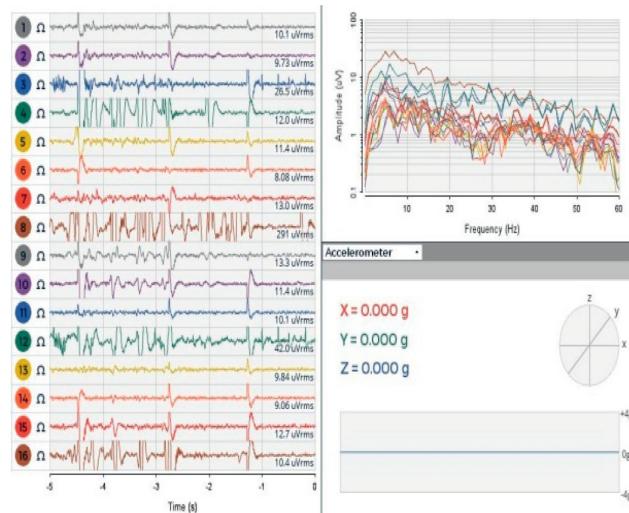 1 Ω 10.1 uVrms
2 Ω 9.73 uVrms
3 Ω 26.5 uVrms
4 Ω 12.0 uVrms
5 Ω 11.4 uVrms
6 Ω 8.08 uVrms
7 Ω 13.0 uVrms
8 Ω 291 uVrms
9 Ω 13.3 uVrms
10 Ω 11.4 uVrms
11 Ω 10.1 uVrms
12 Ω 42.0 uVrms
13 Ω 9.84 uVrms
14 Ω 9.06 uVrms
15 Ω 12.7 uVrms
16 Ω 10.4 uVrms
-5 -4 -3 -2 -1 0
Time (s)
Amplitude (uV)
100
10
1
0.1
10 20 30 40 50 60
Frequency (Hz)
Accelerometer
X = 0.000 g
Y = 0.000 g
Z = 0.000 g
z
y
x
+4g
0g
-4g